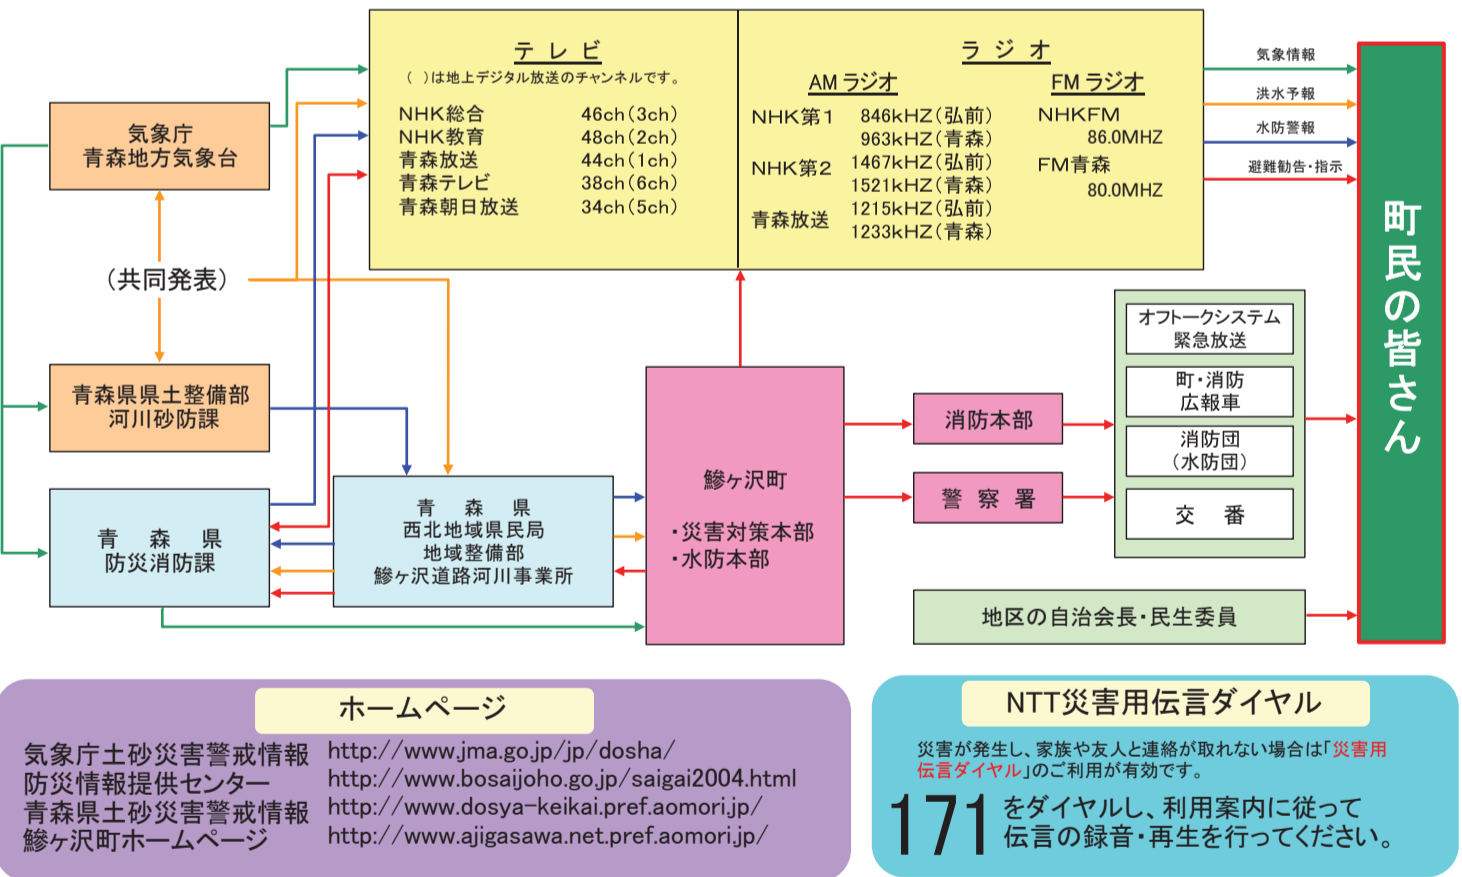 テレビ
(　)は地上デジタル放送のチャンネルです。
NHK総合 46ch(3ch)
NHK教育 48ch(2ch)
青森放送 44ch(1ch)
青森テレビ 38ch(6ch)
青森朝日放送 34ch(5ch)
ラジオ
AMラジオ
NHK第1 846kHZ(弘前)
963kHZ(青森)
NHK第2 1467kHZ(弘前)
1521kHZ(青森)
青森放送 1215kHZ(弘前)
1233kHZ(青森)
FMラジオ
NHKFM
86.0MHZ
FM青森
80.0MHZ
気象情報
洪水予報
水防警報
避難勧告・指示
町民の皆さん
気象庁
青森地方気象台
(共同発表)
青森県県土整備部
河川砂防課
青森県
防災消防課
青森県
西北地域県民局
地域整備部
鰺ヶ沢道路河川事業所
鰺ヶ沢町
・災害対策本部
・水防本部
消防本部
警察署
オフトークシステム
緊急放送
町・消防
広報車
消防団
(水防団)
交番
地区の自治会長・民生委員
ホームページ
気象庁土砂災害警戒情報 http://www.jma.go.jp/jp/dosha/
防災情報提供センター http://www.bosaijoho.go.jp/saigai2004.html
青森県土砂災害警戒情報 http://www.dosya-keikai.pref.aomori.jp/
鰺ヶ沢町ホームページ http://www.ajigasawa.net.pref.aomori.jp/
NTT災害用伝言ダイヤル
災害が発生し、家族や友人と連絡が取れない場合は「災害用
伝言ダイヤル」のご利用が有効です。
171 をダイヤルし、利用案内に従って
伝言の録音・再生を行ってください。